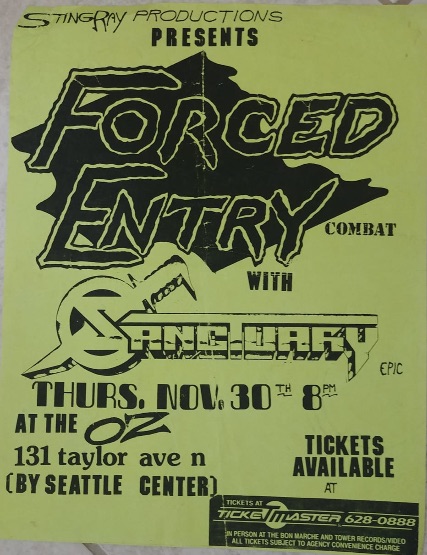 STINGRAY PRODUCTIONS
PRESENTS
FORCED
ENTRY
COMBAT
WITH
SANCTUARY
EPIC
THURS. NOV. 30TH 8PM
AT THE OZ
131 taylor ave n
(BY SEATTLE CENTER)
TICKETS
AVAILABLE
AT
TICKETS AT
TICKETMASTER 628-0888
IN PERSON AT THE BON MARCHE AND TOWER RECORDS/VIDEO
ALL TICKETS SUBJECT TO AGENCY CONVENIENCE CHARGE